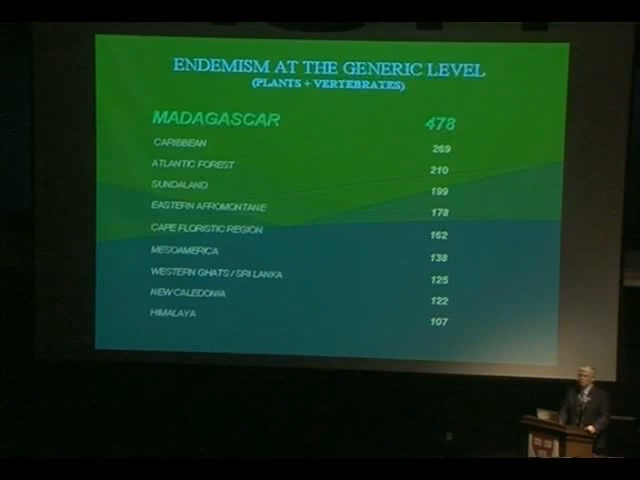 ENDEMISM AT THE GENERIC LEVEL
(PLANTS + VERTEBRATES)
MADAGASCAR 478
CARIBBEAN 269
ATLANTIC FOREST 210
SUNDALAND 199
EASTERN AFROMONTANE 178
CAPE FLORISTIC REGION 162
MESOAMERICA 138
WESTERN GHATS / SRI LANKA 125
NEW CALEDONIA 122
HIMALAYA 107